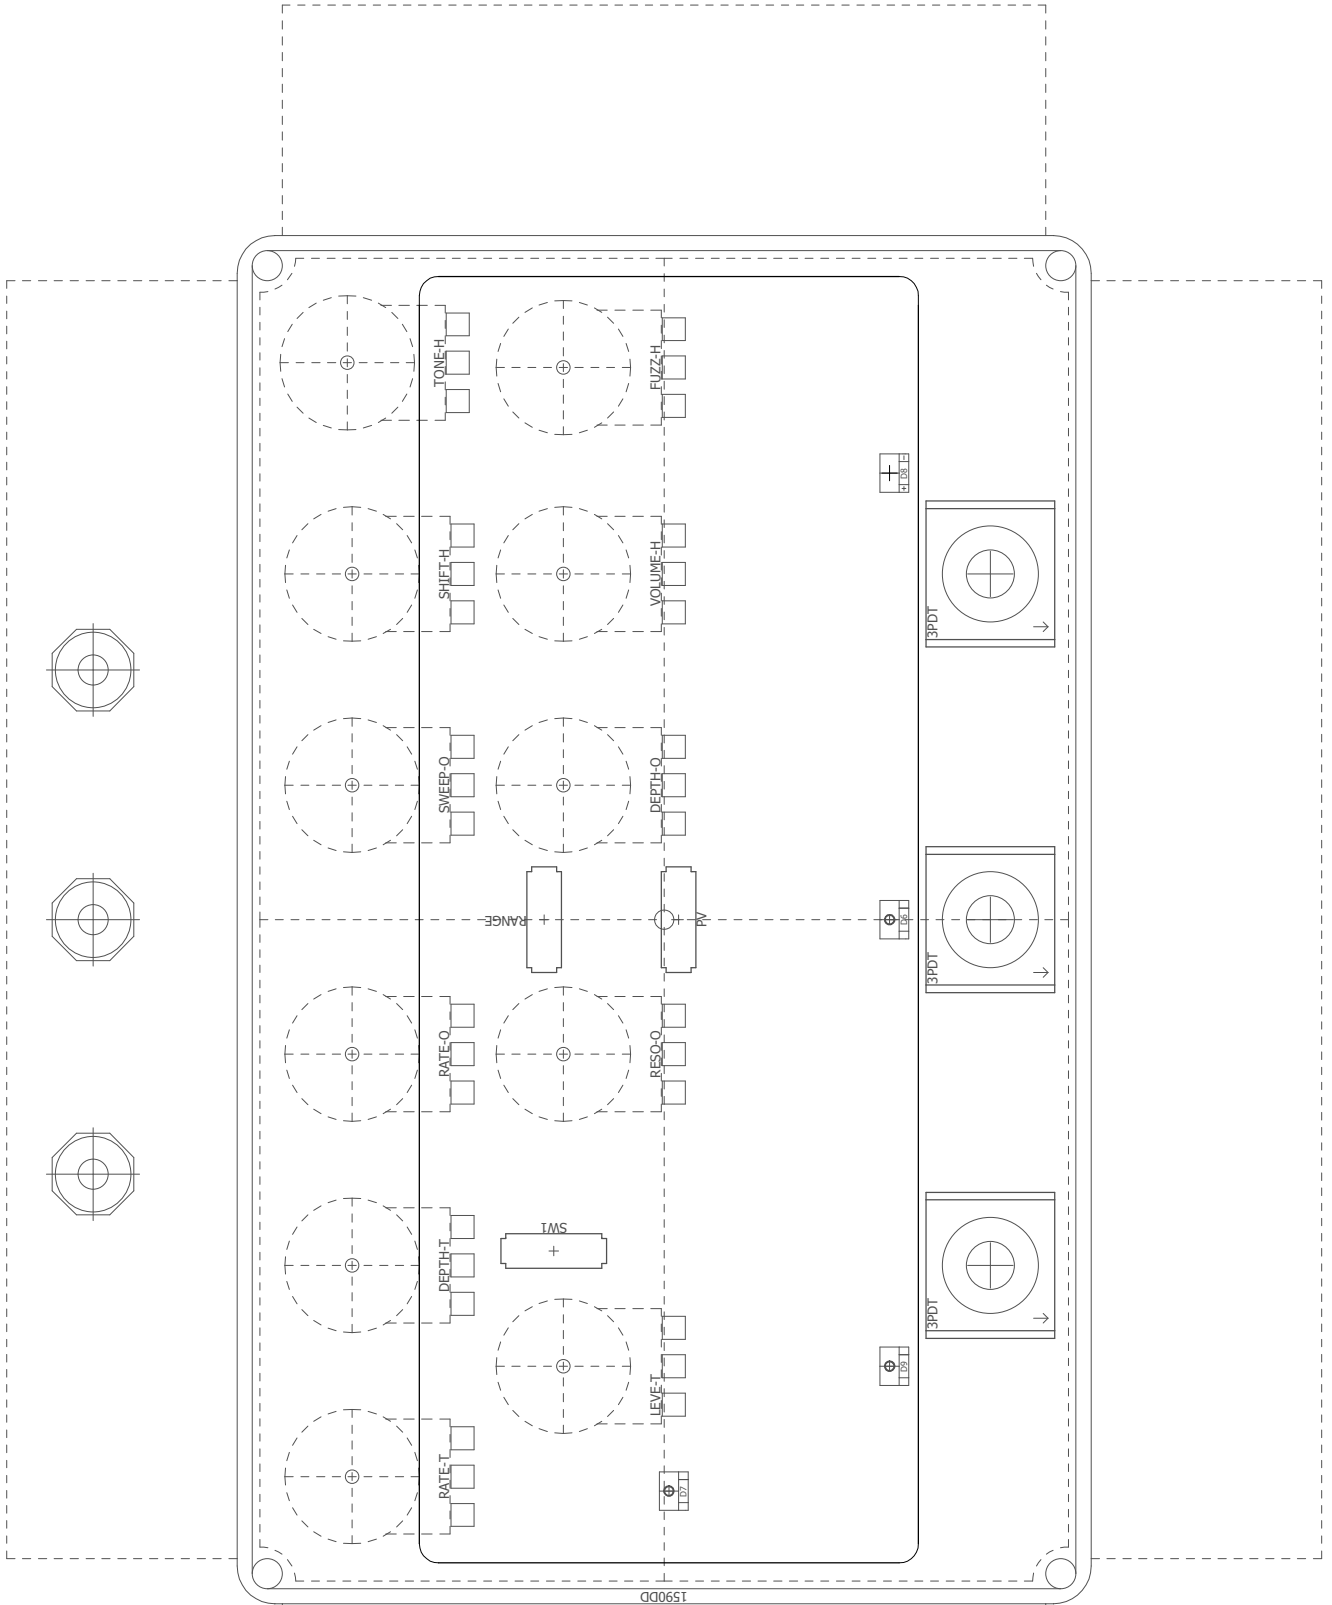 TONE-H
FUZZ-H
+ D8 -
SHIFT-H
VOLUME-H
3PDT
SWEEP-O
DEPTH-O
RANGE
PV
D6
3PDT
RATE-O
RESO-O
DEPTH-T
SW1
3PDT
LEVE-T
D9
RATE-T
D7
1590DD